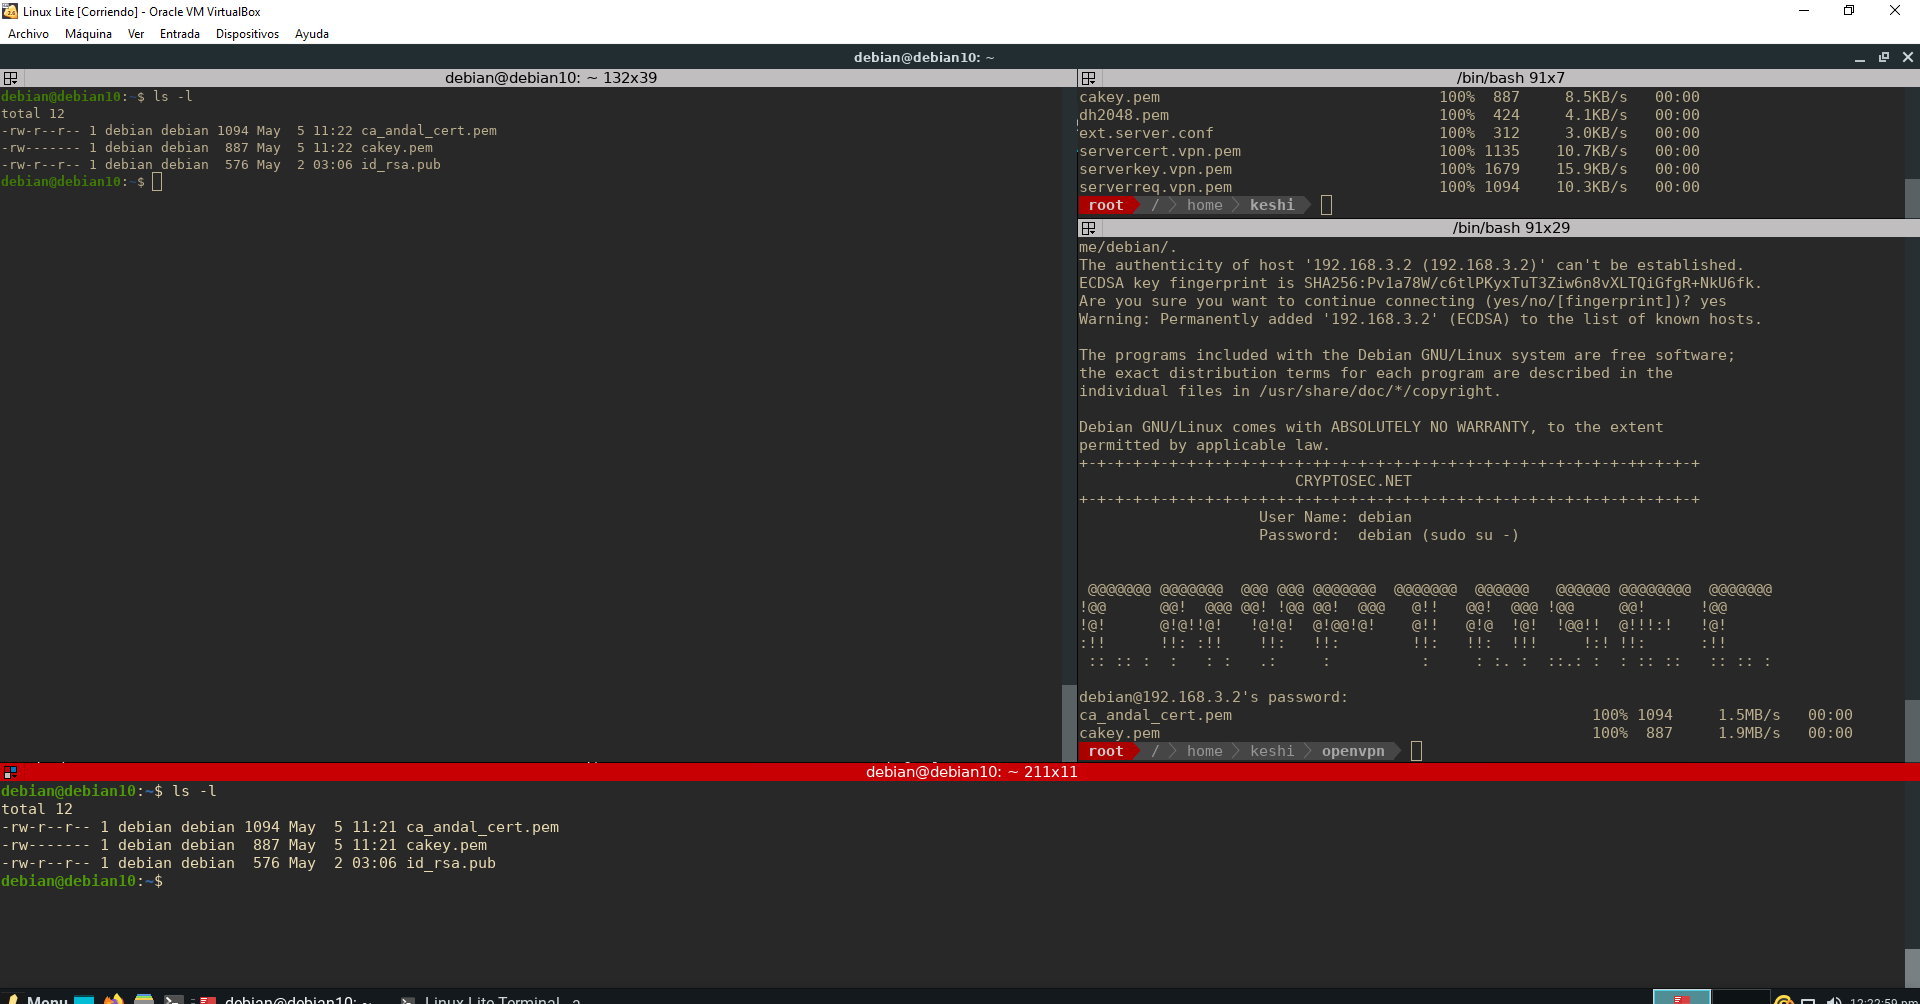 Linux Lite [Corriendo] - Oracle VM VirtualBox
Archivo Máquina Ver Entrada Dispositivos Ayuda
debian@debian10: ~
debian@debian10: ~ 132x39
debian@debian10:~$ ls -l
total 12
-rw-r--r-- 1 debian debian 1094 May  5 11:22 ca_andal_cert.pem
-rw------- 1 debian debian  887 May  5 11:22 cakey.pem
-rw-r--r-- 1 debian debian  576 May  2 03:06 id_rsa.pub
debian@debian10:~$
/bin/bash 91x7
cakey.pem 100%  887 8.5KB/s 00:00
dh2048.pem 100%  424 4.1KB/s 00:00
ext.server.conf 100%  312 3.0KB/s 00:00
servercert.vpn.pem 100% 1135 10.7KB/s 00:00
serverkey.vpn.pem 100% 1679 15.9KB/s 00:00
serverreq.vpn.pem 100% 1094 10.3KB/s 00:00
root / home keshi
/bin/bash 91x29
me/debian/.
The authenticity of host '192.168.3.2 (192.168.3.2)' can't be established.
ECDSA key fingerprint is SHA256:Pv1a78W/c6tlPKyxTuT3Ziw6n8vXLTQiGfgR+NkU6fk.
Are you sure you want to continue connecting (yes/no/[fingerprint])? yes
Warning: Permanently added '192.168.3.2' (ECDSA) to the list of known hosts.
The programs included with the Debian GNU/Linux system are free software;
the exact distribution terms for each program are described in the
individual files in /usr/share/doc/*/copyright.
Debian GNU/Linux comes with ABSOLUTELY NO WARRANTY, to the extent
permitted by applicable law.
+-+-+-+-+-+-+-+-+-+-+-+-+-++-+-+-+-+-+-+-+-+-+-+-+-+-+-+-+-+-+-++-+-+
CRYPTOSEC.NET
+-+-+-+-+-+-+-+-+-+-+-+-+-+-+-+-+-+-+-+-+-+-+-+-+-+-+-+-+-+-+-+-+-+-+
User Name: debian
Password:  debian (sudo su -)
 @@@@@@@ @@@@@@@  @@@ @@@ @@@@@@@  @@@@@@@  @@@@@@   @@@@@@ @@@@@@@@  @@@@@@@
!@@      @@!  @@@ @@! !@@ @@!  @@@   @!!   @@!  @@@ !@@     @@!      !@@
!@!      @!@!!@!   !@!@!  @!@@!@!    @!!   @!@  !@!  !@@!!  @!!!:!   !@!
:!!      !!: :!!    !!:   !!:        !!:   !!:  !!!     !:! !!:      :!!
 :: :: :  :   : :   .:     :          :     : :. :  ::.: :  : :: ::   :: :: :
debian@192.168.3.2's password:
ca_andal_cert.pem 100% 1094 1.5MB/s 00:00
cakey.pem 100%  887 1.9MB/s 00:00
root / home keshi openvpn
debian@debian10: ~ 211x11
debian@debian10:~$ ls -l
total 12
-rw-r--r-- 1 debian debian 1094 May  5 11:21 ca_andal_cert.pem
-rw------- 1 debian debian  887 May  5 11:21 cakey.pem
-rw-r--r-- 1 debian debian  576 May  2 03:06 id_rsa.pub
debian@debian10:~$
Menu debian@debian10: ~ Linux Lite Terminal - 12:22:59 pm